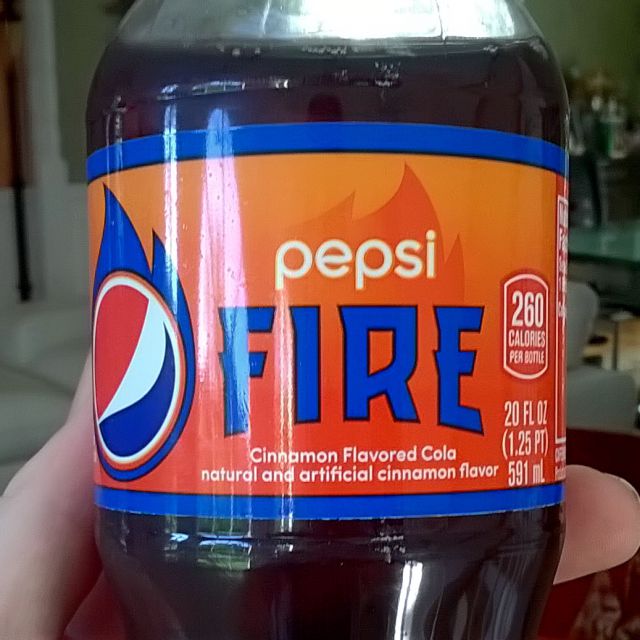 pepsi
FIRE
Cinnamon Flavored Cola
natural and artificial cinnamon flavor
260
CALORIES
PER BOTTLE
20 FL OZ
(1.25 PT)
591 mL